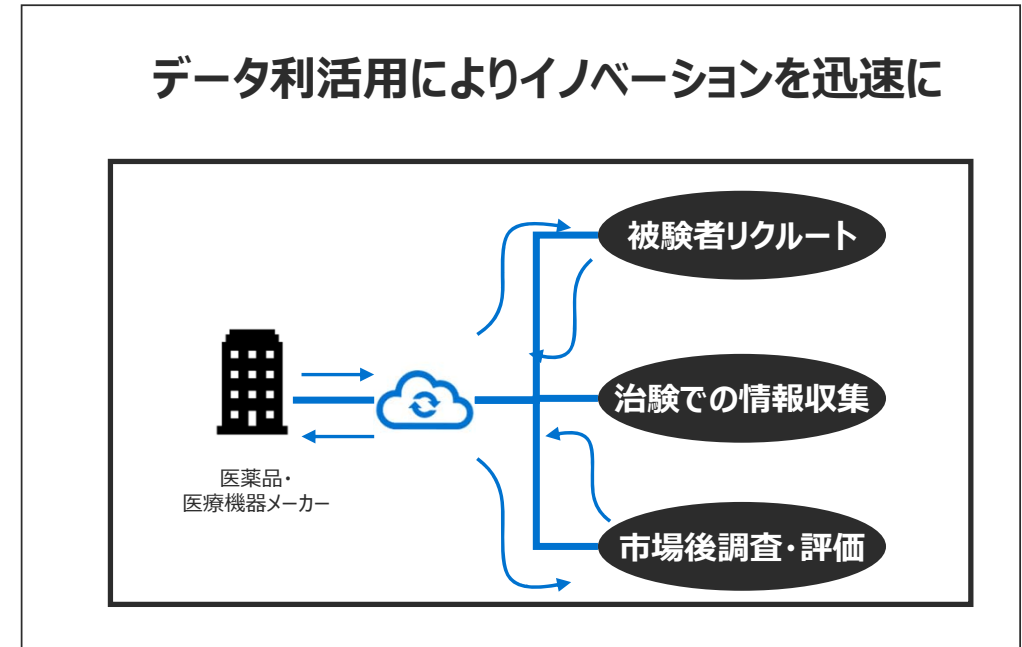 データ利活用によりイノベーションを迅速に
被験者リクルート
治験での情報収集
医薬品・
医療機器メーカー
市場後調査・評価